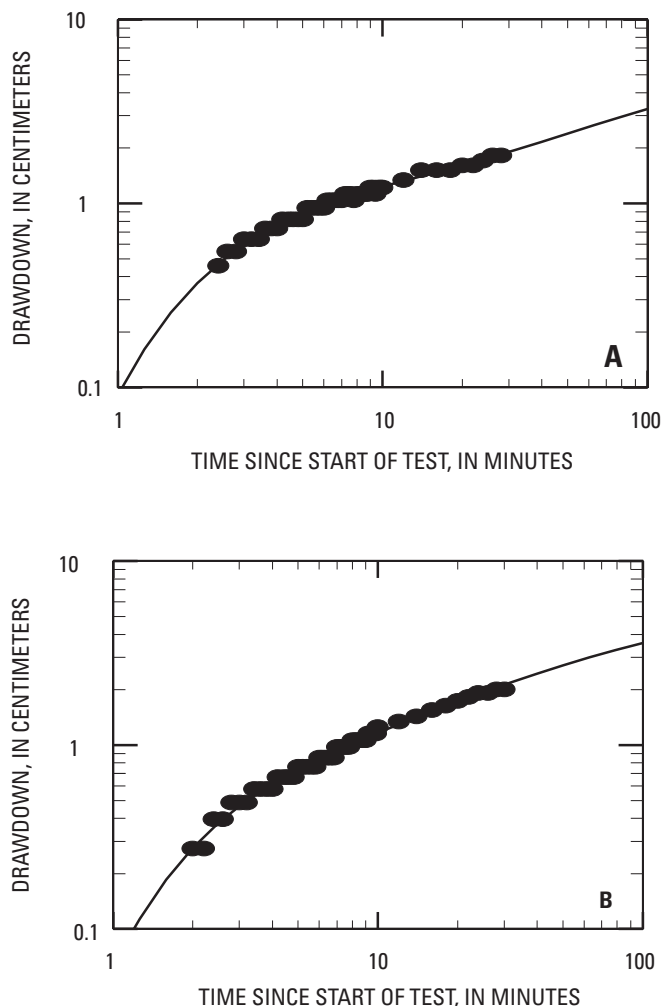 10
DRAWDOWN, IN CENTIMETERS
1
0.1
A
1
10
100
TIME SINCE START OF TEST, IN MINUTES
10
DRAWDOWN, IN CENTIMETERS
1
0.1
B
1
10
100
TIME SINCE START OF TEST, IN MINUTES